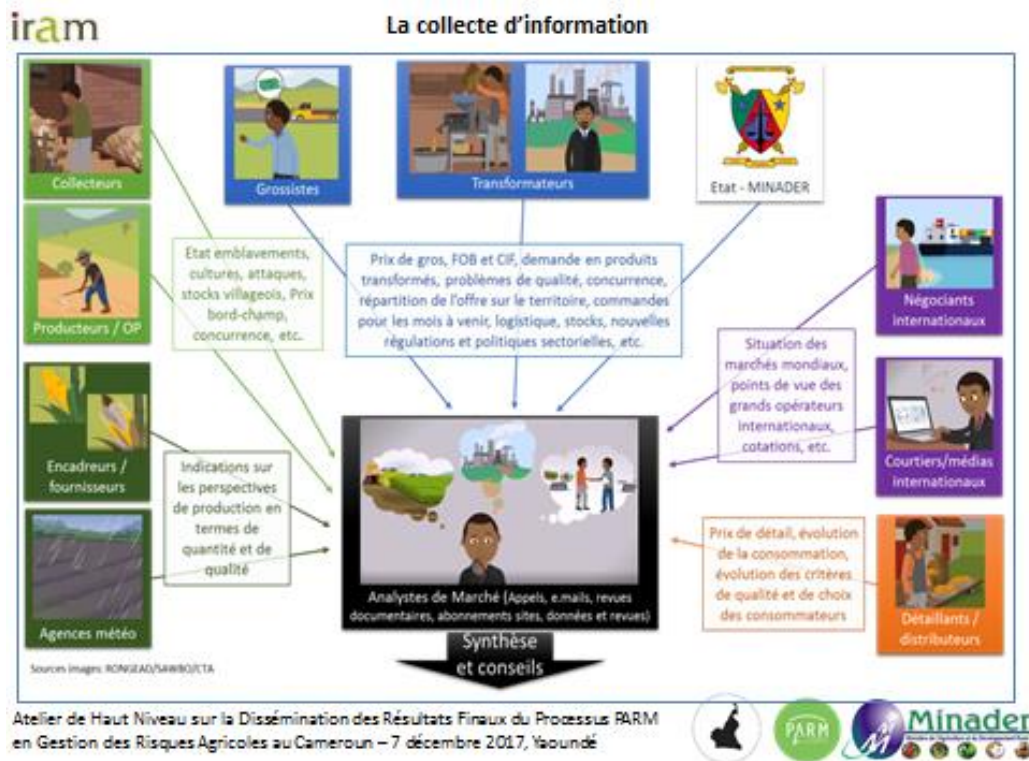 iram
La collecte d’information
Collecteurs
Grossistes
Transformateurs
Etat - MINADER
Producteurs / OP
Etat emblavements,
cultures, attaques,
stocks villageois, Prix
bord-champ,
concurrence, etc.
Prix de gros, FOB et CIF, demande en produits
transformés, problèmes de qualité, concurrence,
répartition de l'offre sur le territoire, commandes
pour les mois à venir, logistique, stocks, nouvelles
régulations et politiques sectorielles, etc.
Négociants
internationaux
Situation des
marchés mondiaux,
points de vue des
grands opérateurs
internationaux,
cotations, etc.
Encadreurs /
fournisseurs
Indications sur
les perspectives
de production en
termes de
quantité et de
qualité
Courtiers/médias
internationaux
Agences météo
Prix de détail, évolution
de la consommation,
évolution des critères
de qualité et de choix
des consommateurs
Détaillants /
distributeurs
Analystes de Marché (Appels, e.mails, revues
documentaires, abonnements sites, données et revues)
Synthèse
et conseils
Sources images: RONGEAD/SAWBO/CTA
Atelier de Haut Niveau sur la Dissémination des Résultats Finaux du Processus PARM
en Gestion des Risques Agricoles au Cameroun – 7 décembre 2017, Yaoundé
PARM
Minader